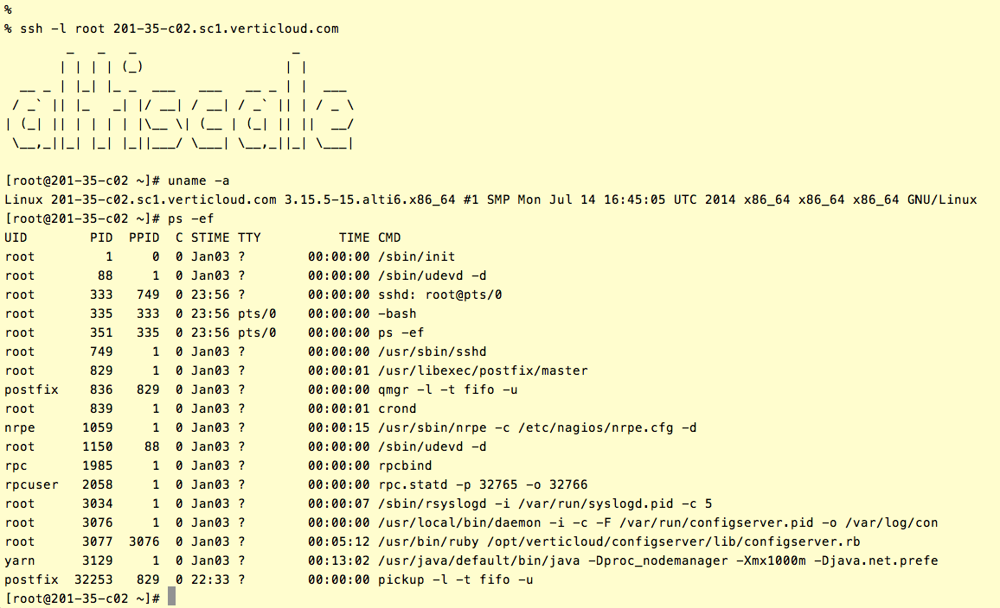 %
% ssh -l root 201-35-c02.sc1.verticloud.com
        _   _   _                    _
       | | | | (_)                  | |
  __ _ | |_| |_ _  ___   ___   __ _ | |  ___
 / _` || |_   _| |/ __| / __| / _` || | / _ \
| (_| || | | | | |\__ \| (__ | (_| || ||  __/
 \__,_||_| |_| |_||___/ \___| \__,_||_| \___|
[root@201-35-c02 ~]# uname -a
Linux 201-35-c02.sc1.verticloud.com 3.15.5-15.alti6.x86_64 #1 SMP Mon Jul 14 16:45:05 UTC 2014 x86_64 x86_64 x86_64 GNU/Linux
[root@201-35-c02 ~]# ps -ef
UID        PID  PPID  C STIME TTY          TIME CMD
root         1     0  0 Jan03 ?        00:00:00 /sbin/init
root        88     1  0 Jan03 ?        00:00:00 /sbin/udevd -d
root       333   749  0 23:56 ?        00:00:00 sshd: root@pts/0
root       335   333  0 23:56 pts/0    00:00:00 -bash
root       351   335  0 23:56 pts/0    00:00:00 ps -ef
root       749     1  0 Jan03 ?        00:00:00 /usr/sbin/sshd
root       829     1  0 Jan03 ?        00:00:01 /usr/libexec/postfix/master
postfix    836   829  0 Jan03 ?        00:00:00 qmgr -l -t fifo -u
root       839     1  0 Jan03 ?        00:00:01 crond
nrpe      1059     1  0 Jan03 ?        00:00:15 /usr/sbin/nrpe -c /etc/nagios/nrpe.cfg -d
root      1150    88  0 Jan03 ?        00:00:00 /sbin/udevd -d
rpc       1985     1  0 Jan03 ?        00:00:00 rpcbind
rpcuser   2058     1  0 Jan03 ?        00:00:00 rpc.statd -p 32765 -o 32766
root      3034     1  0 Jan03 ?        00:00:07 /sbin/rsyslogd -i /var/run/syslogd.pid -c 5
root      3076     1  0 Jan03 ?        00:00:00 /usr/local/bin/daemon -i -c -F /var/run/configserver.pid -o /var/log/con
root      3077  3076  0 Jan03 ?        00:05:12 /usr/bin/ruby /opt/verticloud/configserver/lib/configserver.rb
yarn      3129     1  0 Jan03 ?        00:13:02 /usr/java/default/bin/java -Dproc_nodemanager -Xmx1000m -Djava.net.prefe
postfix  32253   829  0 22:33 ?        00:00:00 pickup -l -t fifo -u
[root@201-35-c02 ~]#